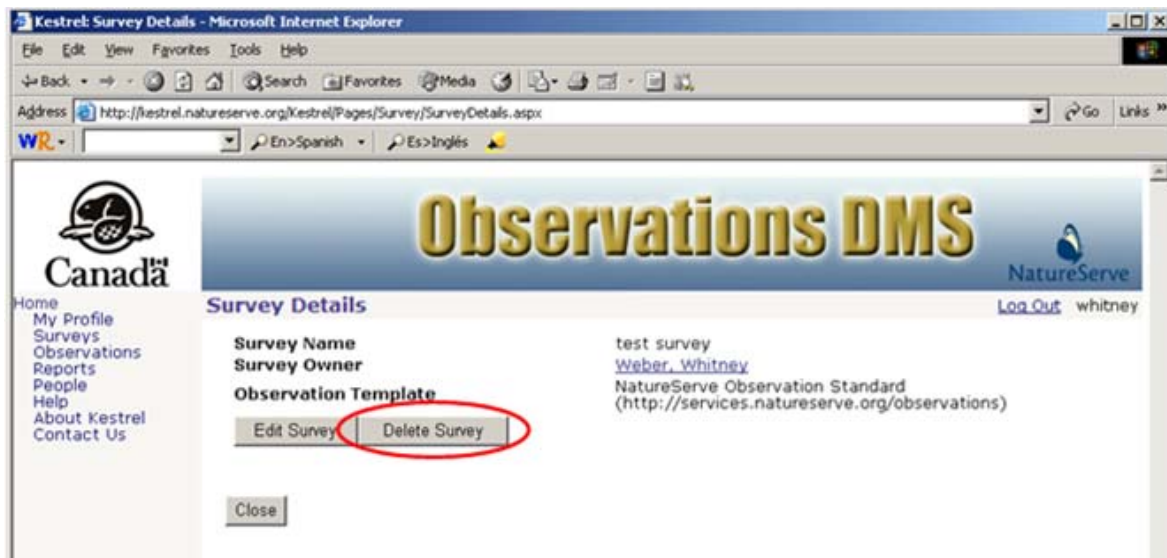 Kestrel: Survey Details - Microsoft Internet Explorer
File Edit View Favorites Tools Help
Back Search Favorites Media
Address http://kestrel.natureserve.org/Kestrel/Pages/Survey/SurveyDetails.aspx Go Links »
WR En>Spanish Es>Inglés
Canada
Observations DMS
NatureServe
Home
My Profile
Surveys
Observations
Reports
People
Help
About Kestrel
Contact Us
Survey Details
Log Out whitney
Survey Name test survey
Survey Owner Weber, Whitney
Observation Template NatureServe Observation Standard
(http://services.natureserve.org/observations)
Edit Survey Delete Survey
Close